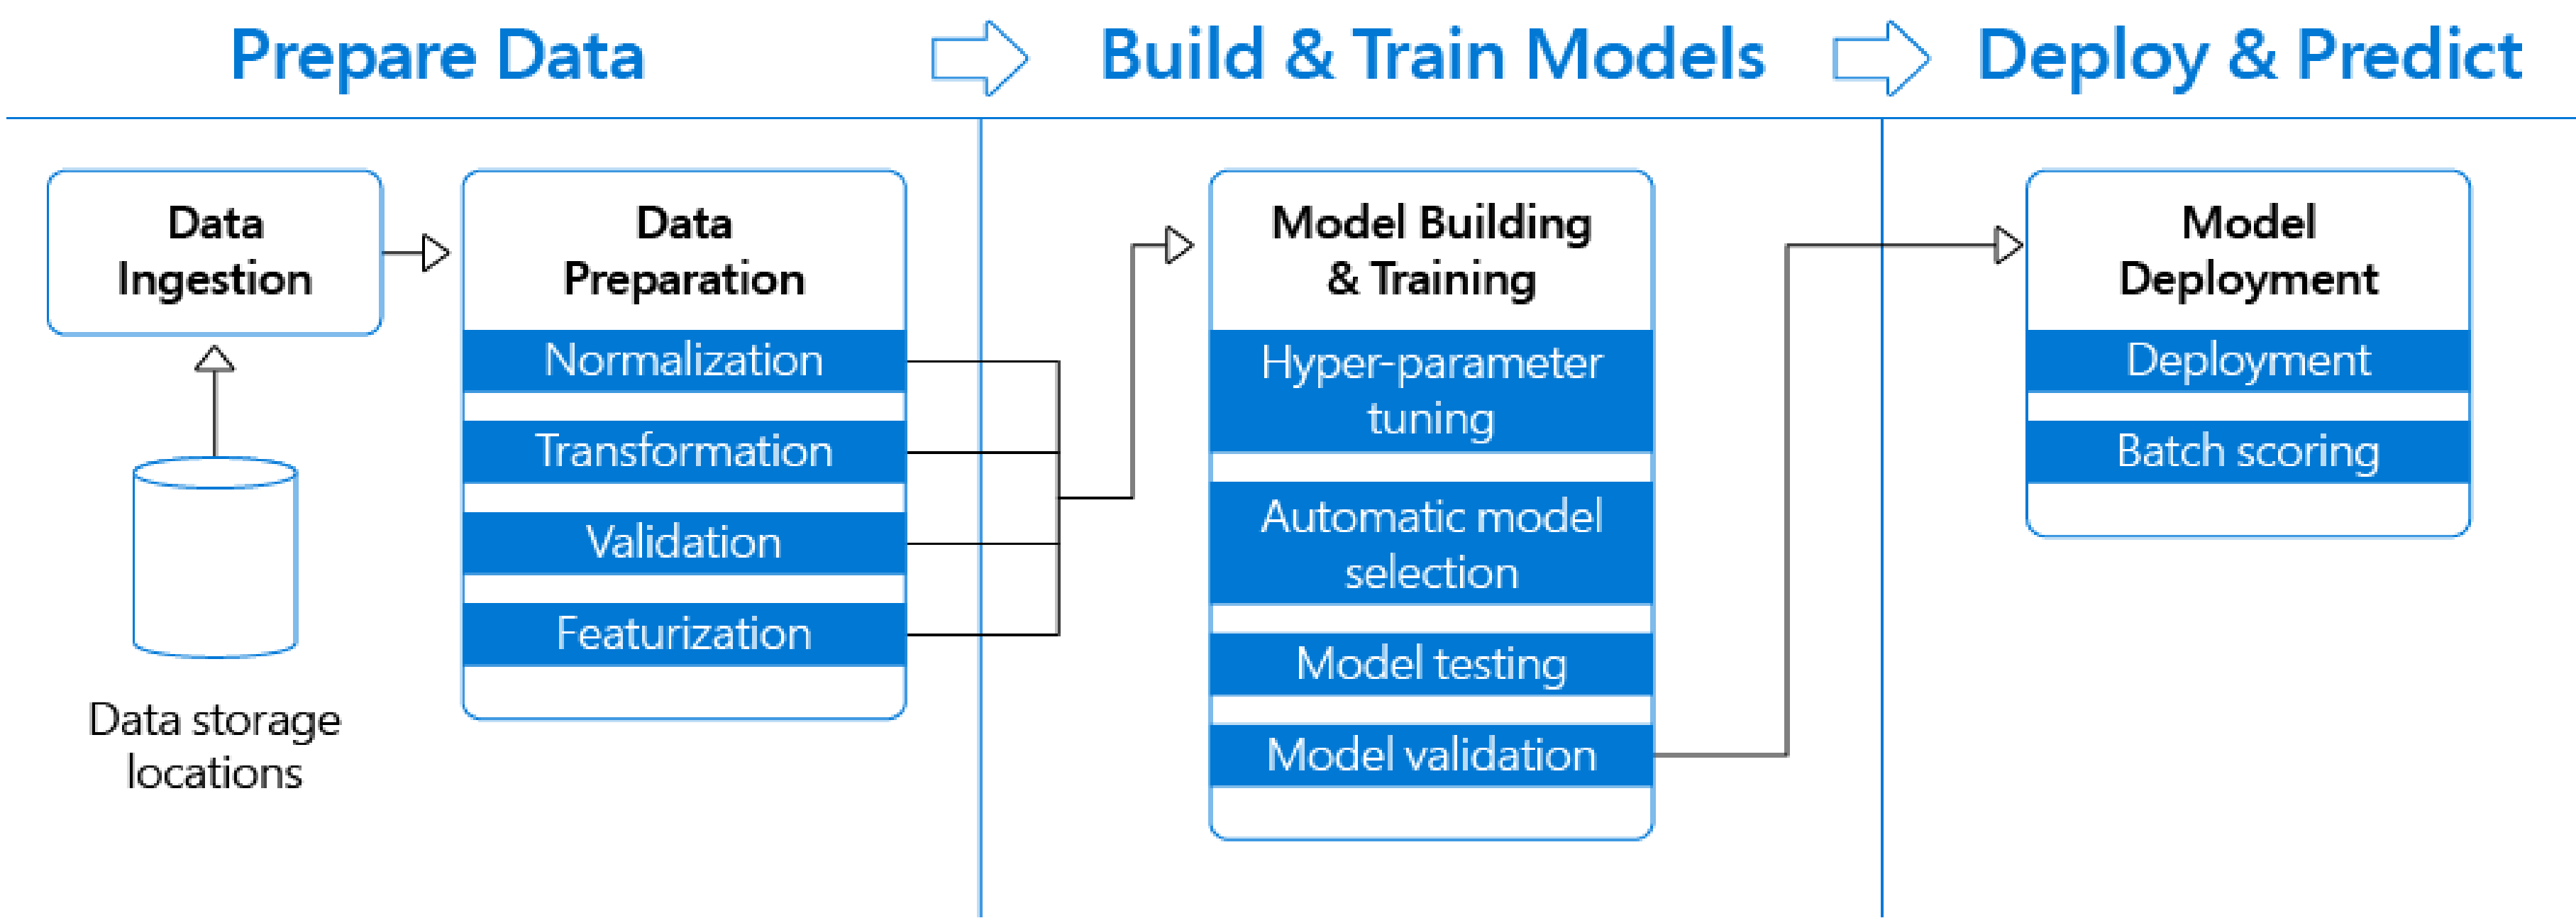 Prepare Data
Build & Train Models
Deploy & Predict
Data
Ingestion
Data storage
locations
Data
Preparation
Normalization
Transformation
Validation
Featurization
Model Building
& Training
Hyper-parameter
tuning
Automatic model
selection
Model testing
Model validation
Model
Deployment
Deployment
Batch scoring